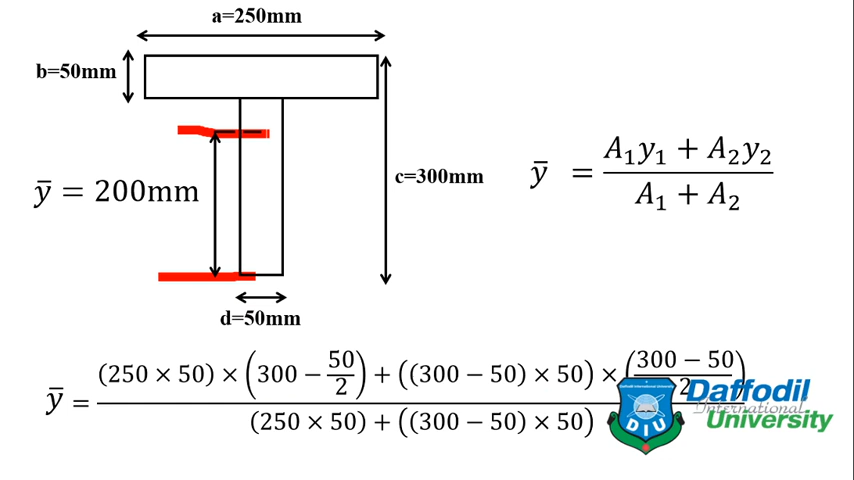 a=250mm
b=50mm
ȳ = 200mm
c=300mm
ȳ = (A₁y₁ + A₂y₂) / (A₁ + A₂)
d=50mm
ȳ = ((250 × 50) × (300 − 50/2) + ((300 − 50) × 50) × ((300 − 50)/2)) / ((250 × 50) + ((300 − 50) × 50))
DIU
Daffodil
International
University